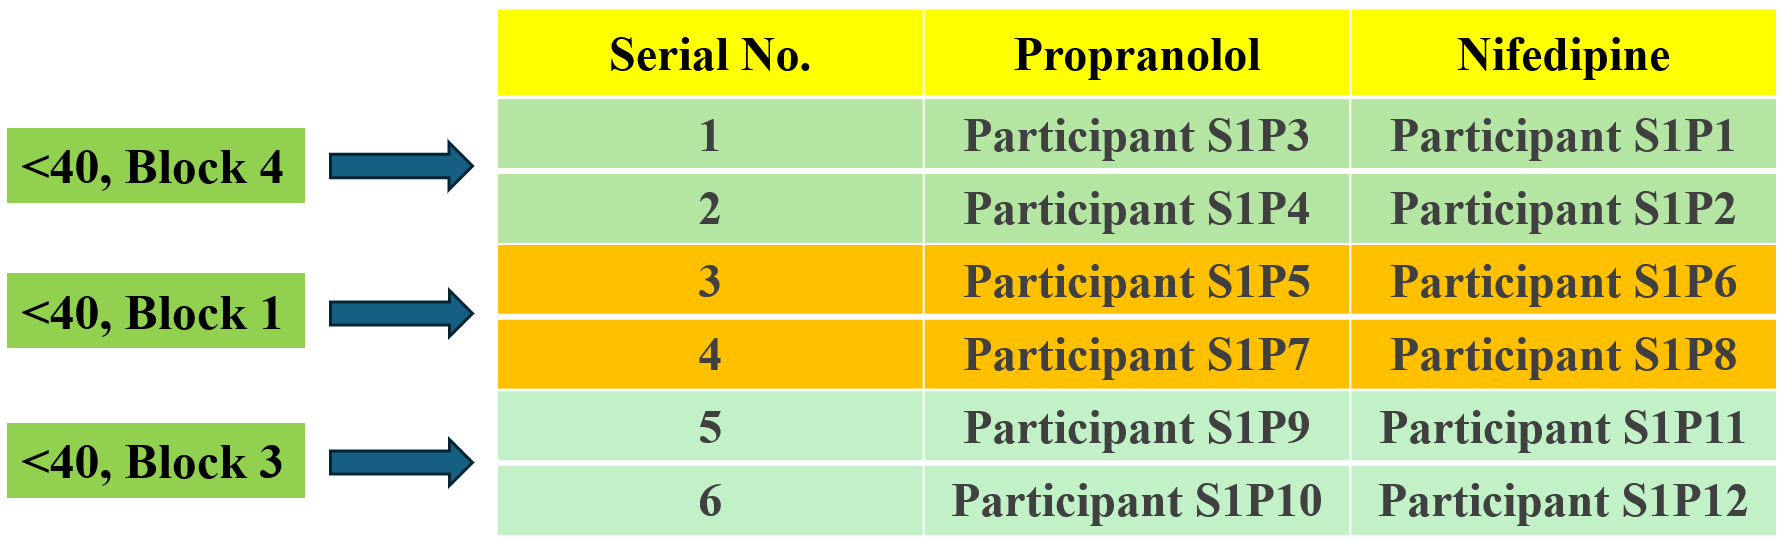 Serial No. Propranolol Nifedipine
<40, Block 4
1 Participant S1P3 Participant S1P1
2 Participant S1P4 Participant S1P2
<40, Block 1
3 Participant S1P5 Participant S1P6
4 Participant S1P7 Participant S1P8
<40, Block 3
5 Participant S1P9 Participant S1P11
6 Participant S1P10 Participant S1P12